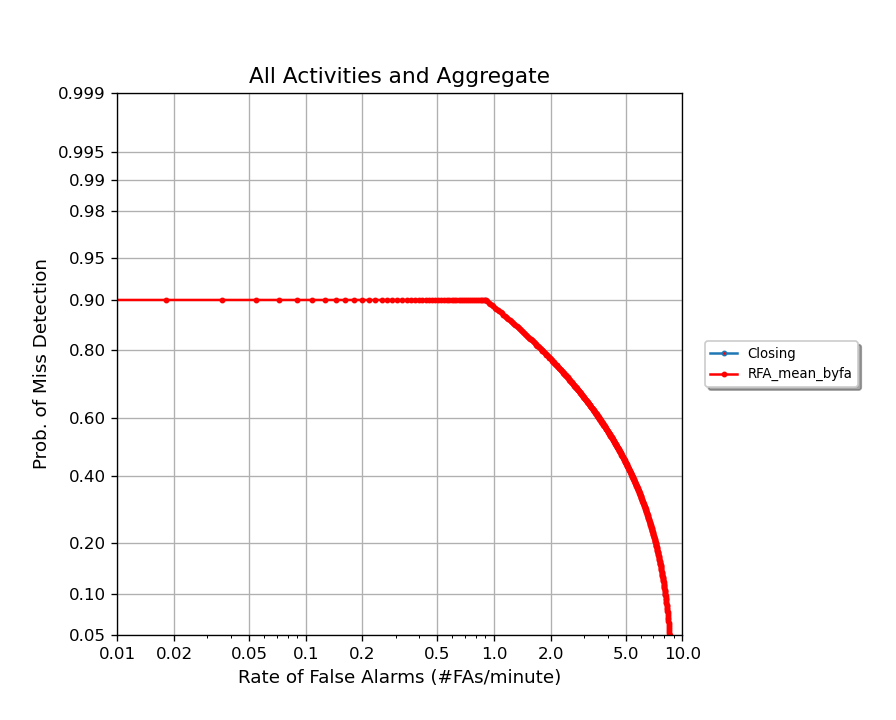 All Activities and Aggregate
0.999
0.995
0.99
0.98
0.95
0.90
0.80
0.60
0.40
0.20
0.10
0.05
Prob. of Miss Detection
0.01 0.02 0.05 0.1 0.2 0.5 1.0 2.0 5.0 10.0
Rate of False Alarms (#FAs/minute)
Closing
RFA_mean_byfa